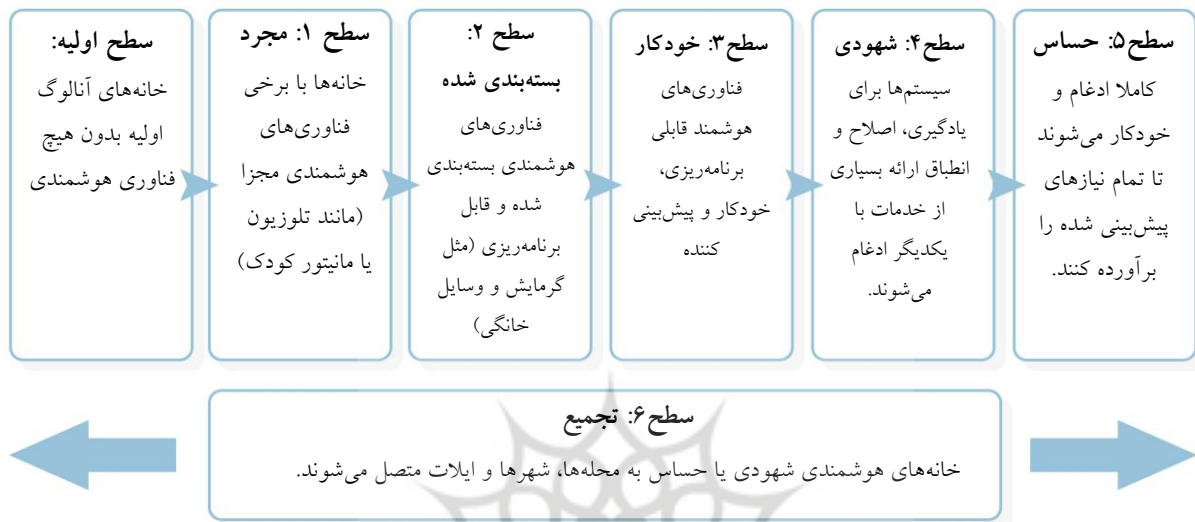 سطح اولیه:
خانه‌های آنالوگ
اولیه بدون هیچ
فناوری هوشمندی
سطح ۱: مجرد
خانه‌ها با برخی
فناوری‌های
هوشمندی مجزا
(مانند تلوزیون
یا مانیتور کودک)
سطح ۲:
بسته‌بندی شده
فناوری‌های
هوشمندی بسته‌بندی
شده و قابل
برنامه‌ریزی (مثل
گرمایش و وسایل
خانگی)
سطح۳: خودکار
فناوری‌های
هوشمند قابلی
برنامه‌ریزی،
خودکار و پیش‌بینی
کننده
سطح۴: شهودی
سیستم‌ها برای
یادگیری، اصلاح و
انطباق ارائه بسیاری
از خدمات با
یکدیگر ادغام
می‌شوند.
سطح۵: حساس
کاملا ادغام و
خودکار می‌شوند
تا تمام نیازهای
پیش‌بینی شده را
برآورده کنند.
سطح۶: تجمیع
خانه‌های هوشمندی شهودی یا حساس به محله‌ها، شهرها و ایلات متصل می‌شوند.